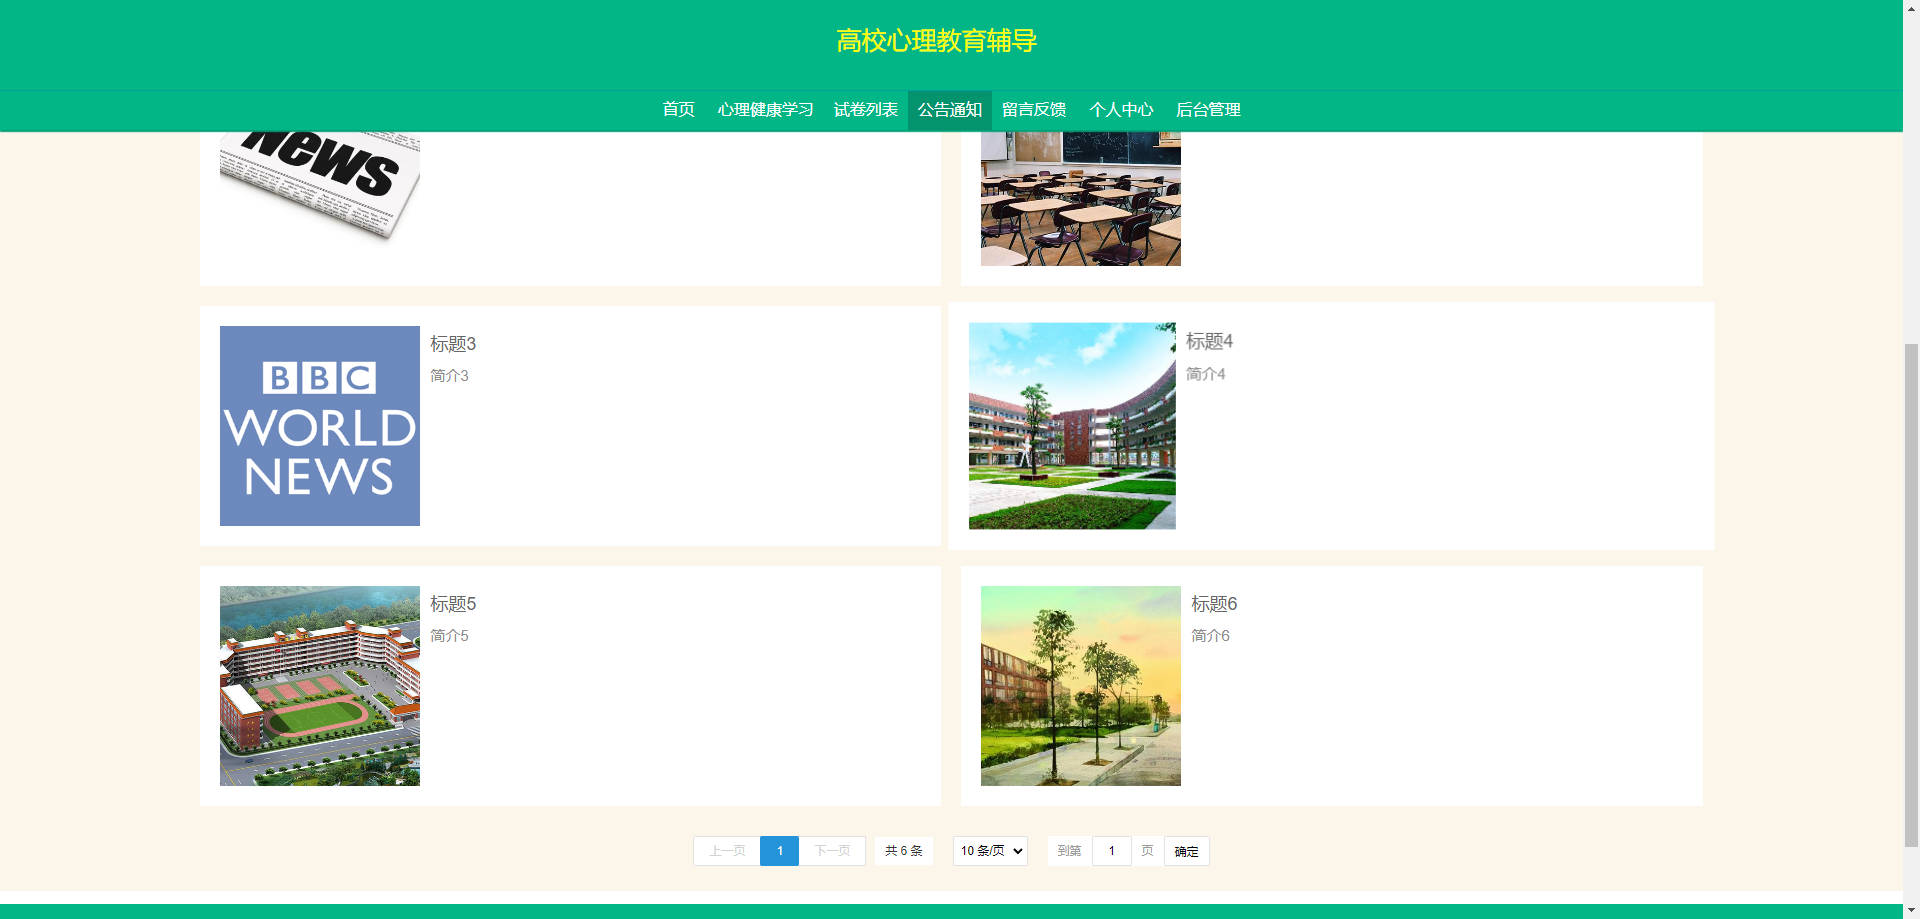 高校心理教育辅导
首页 心理健康学习 试卷列表 公告通知 留言反馈 个人中心 后台管理
News
BBC
WORLD
NEWS
标题3
简介3
标题4
简介4
标题5
简介5
标题6
简介6
上一页 1 下一页 共 6 条 10 条/页 到第 1 页 确定